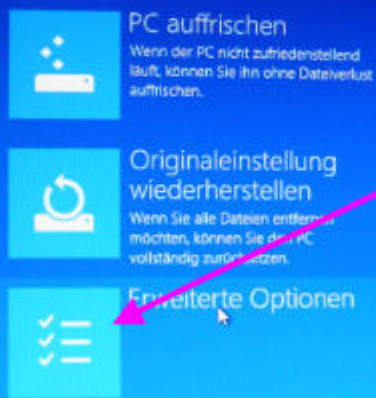 PC auffrischen
Wenn der PC nicht zufriedenstellend
läuft, können Sie ihn ohne Dateiverlust
auffrischen.
Originaleinstellung
wiederherstellen
Wenn Sie alle Dateien entfernen
möchten, können Sie den PC
vollständig zurücksetzen.
Erweiterte Optionen